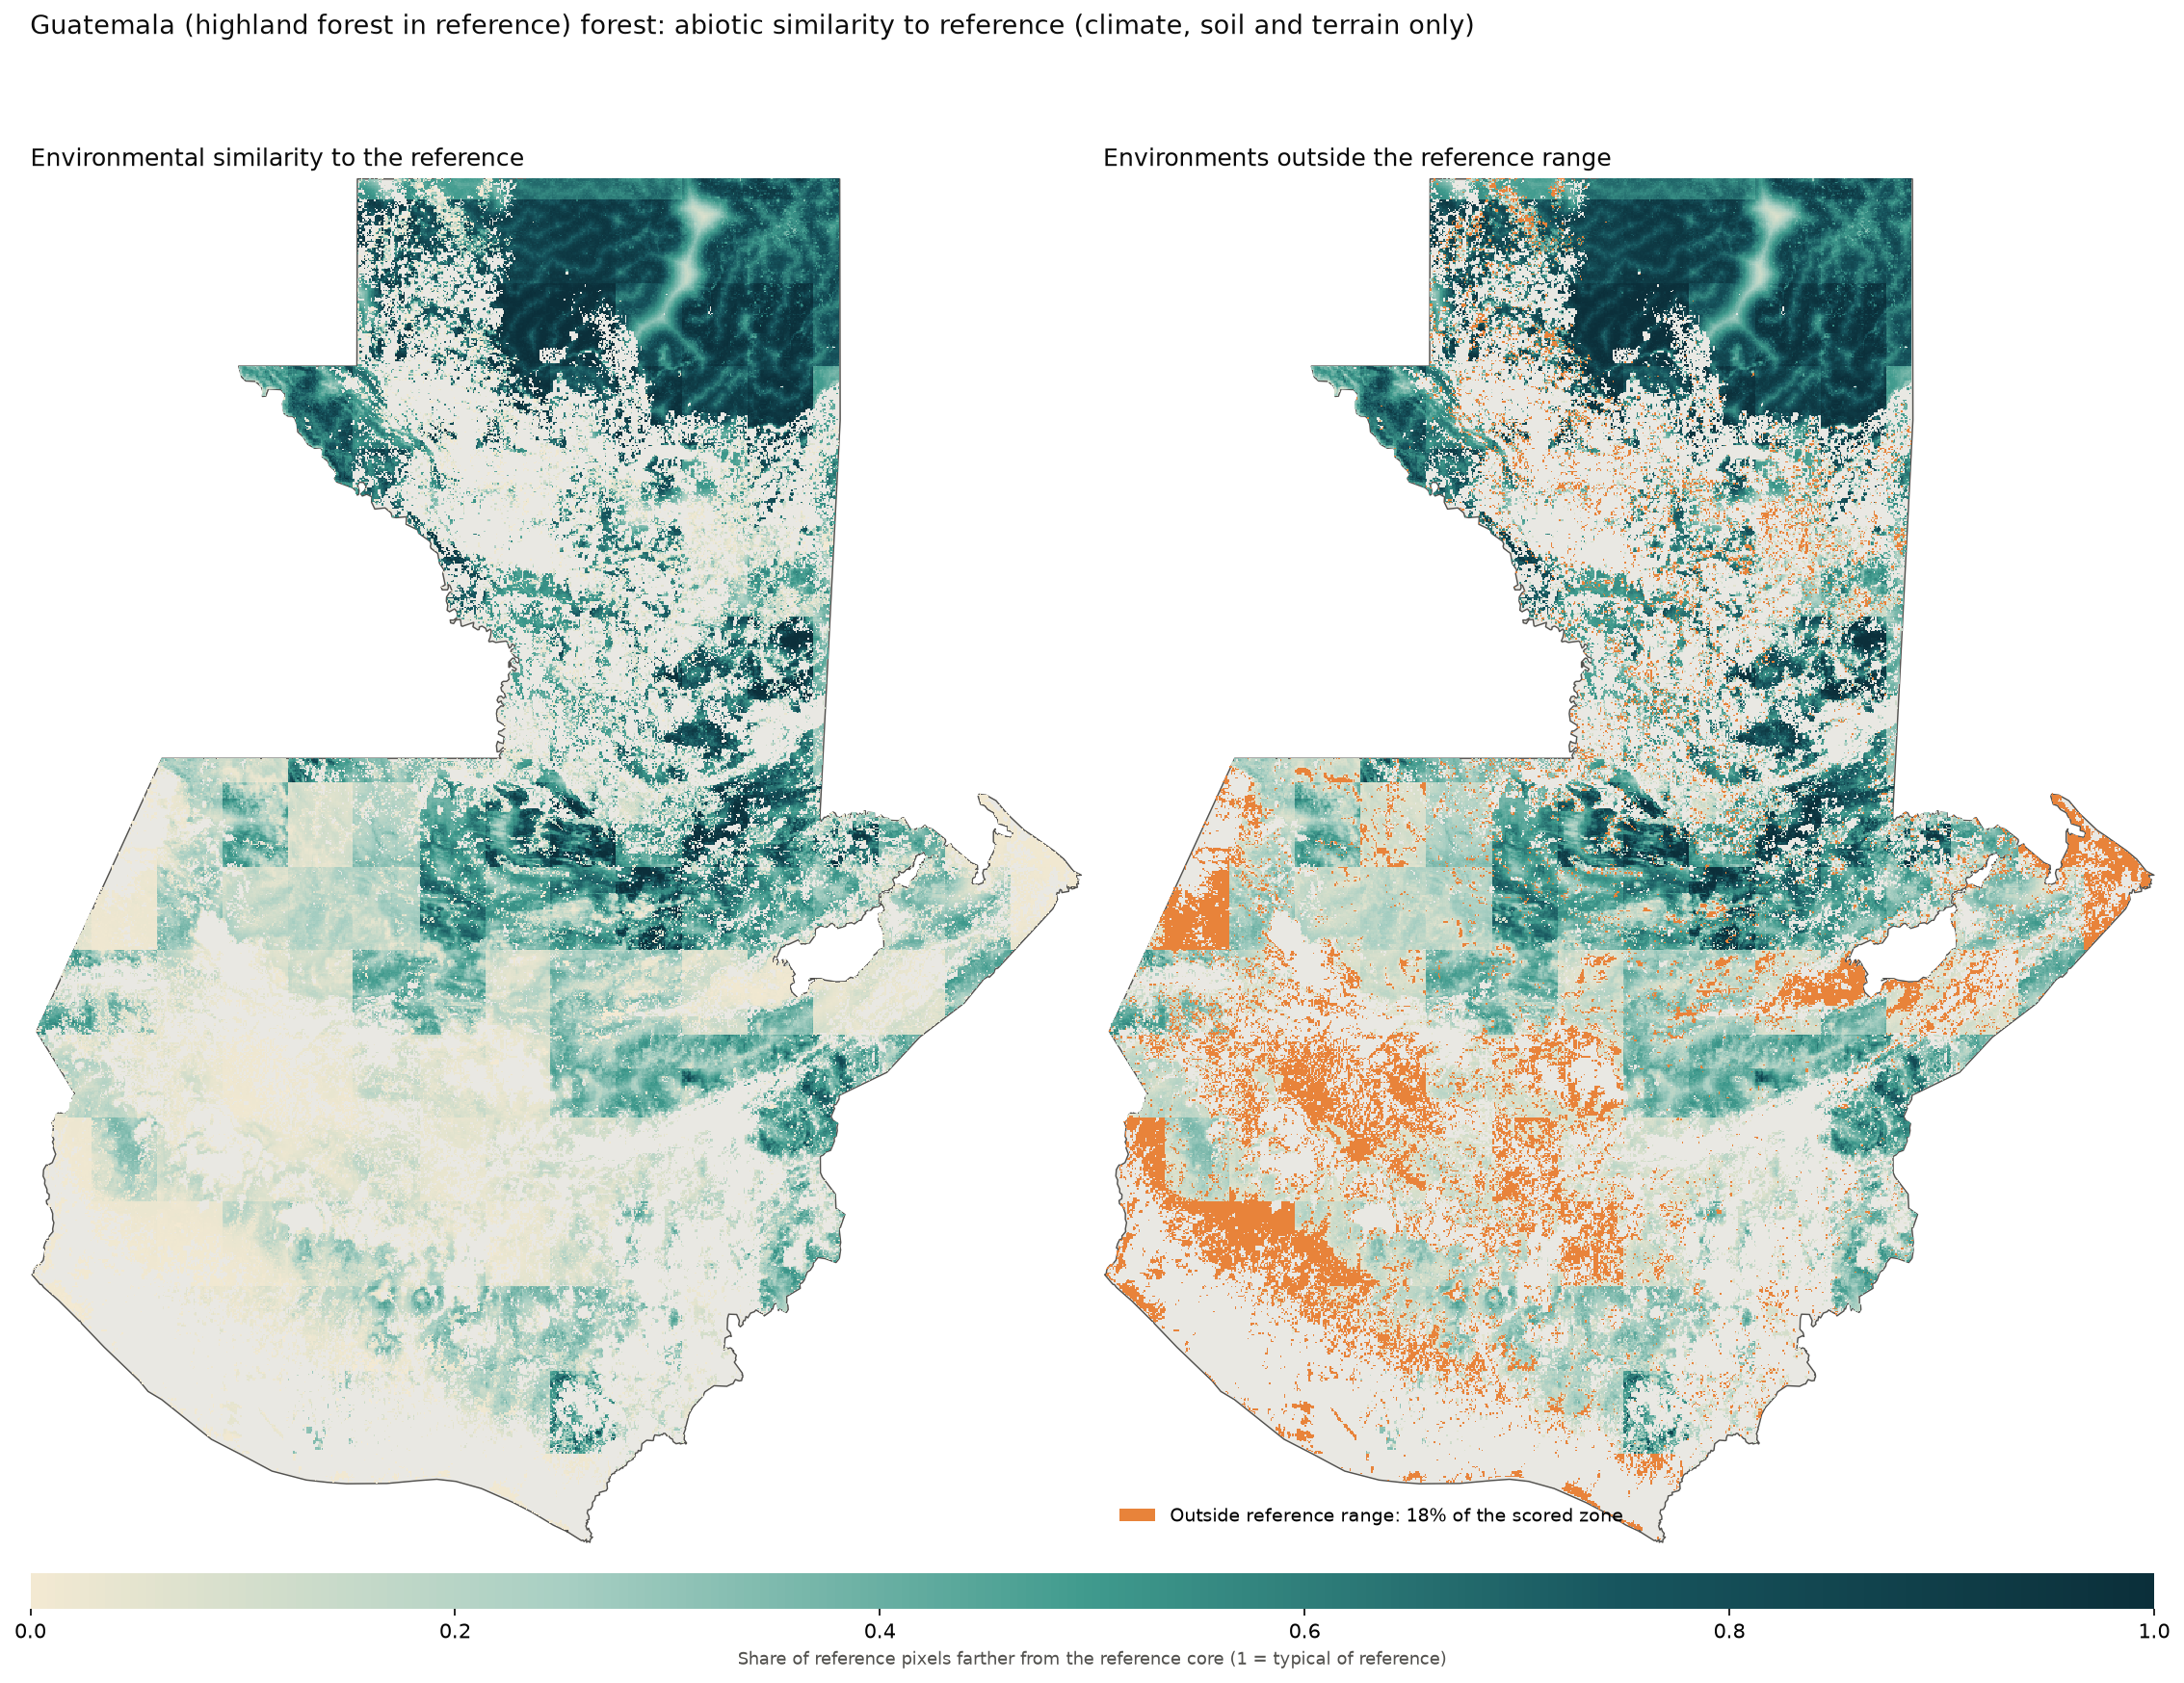 Guatemala (highland forest in reference) forest: abiotic similarity to reference (climate, soil and terrain only)
Environmental similarity to the reference
Environments outside the reference range
Outside reference range: 18% of the scored zone
0.0 0.2 0.4 0.6 0.8 1.0
Share of reference pixels farther from the reference core (1 = typical of reference)